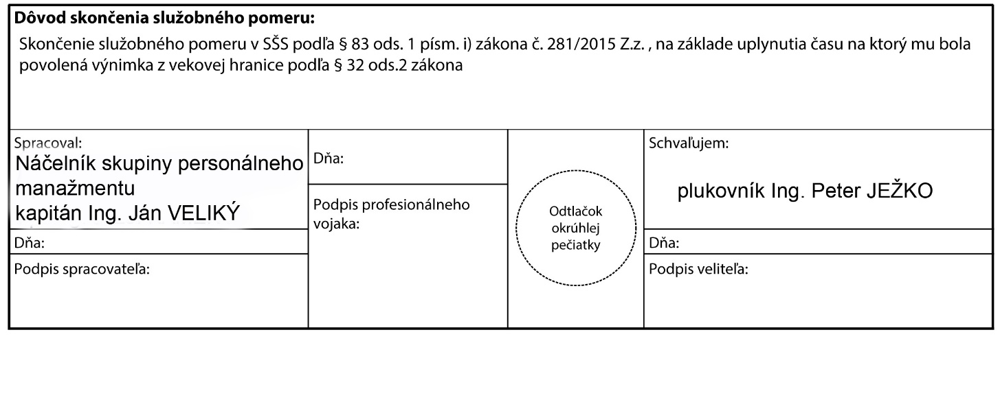 Dôvod skončenia služobného pomeru:
Skončenie služobného pomeru v SŠS podľa § 83 ods. 1 písm. i) zákona č. 281/2015 Z.z. , na základe uplynutia času na ktorý mu bola
povolená výnimka z vekovej hranice podľa § 32 ods.2 zákona
Spracoval:
Náčelník skupiny personálneho
manažmentu
kapitán Ing. Ján VELIKÝ
Dňa:
Podpis spracovateľa:
Dňa:
Podpis profesionálneho
vojaka:
Odtlačok
okrúhlej
pečiatky
Schvaľujem:
plukovník Ing. Peter JEŽKO
Dňa:
Podpis veliteľa: